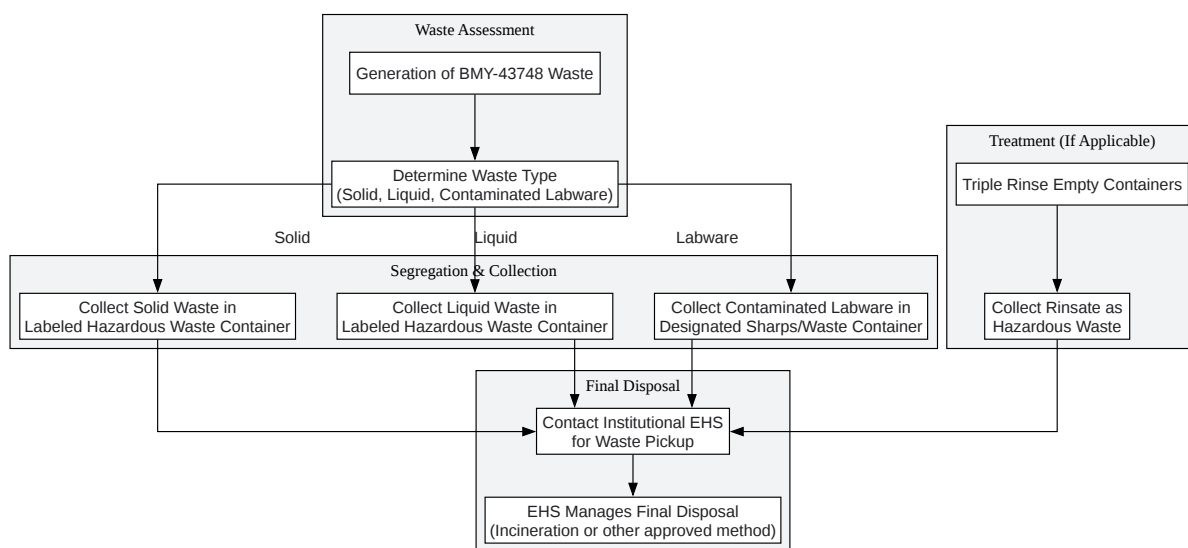 Waste Assessment
Generation of BMY-43748 Waste
Determine Waste Type
(Solid, Liquid, Contaminated Labware)
Treatment (If Applicable)
Triple Rinse Empty Containers
Solid
Liquid
Labware
Segregation & Collection
Collect Solid Waste in
Labeled Hazardous Waste Container
Collect Liquid Waste in
Labeled Hazardous Waste Container
Collect Contaminated Labware in
Designated Sharps/Waste Container
Collect Rinsate as
Hazardous Waste
Final Disposal
Contact Institutional EHS
for Waste Pickup
EHS Manages Final Disposal
(Incineration or other approved method)